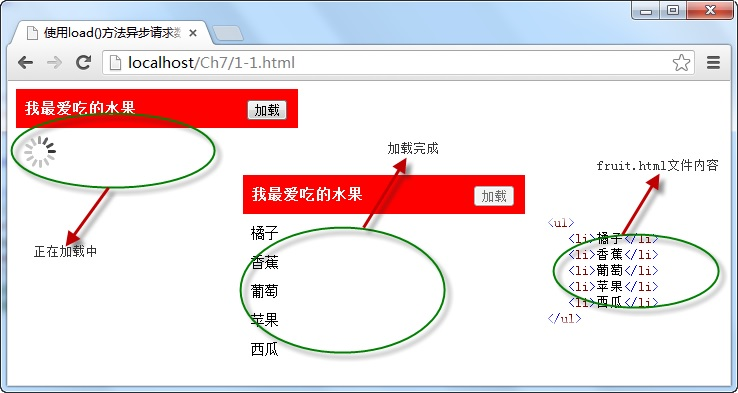 使用load()方法异步请求
localhost/Ch7/1-1.html
我最爱吃的水果 加载
正在加载中
加载完成
我最爱吃的水果 加载
橘子
香蕉
葡萄
苹果
西瓜
fruit.html文件内容
<ul>
<li>橘子</li>
<li>香蕉</li>
<li>葡萄</li>
<li>苹果</li>
<li>西瓜</li>
</ul>